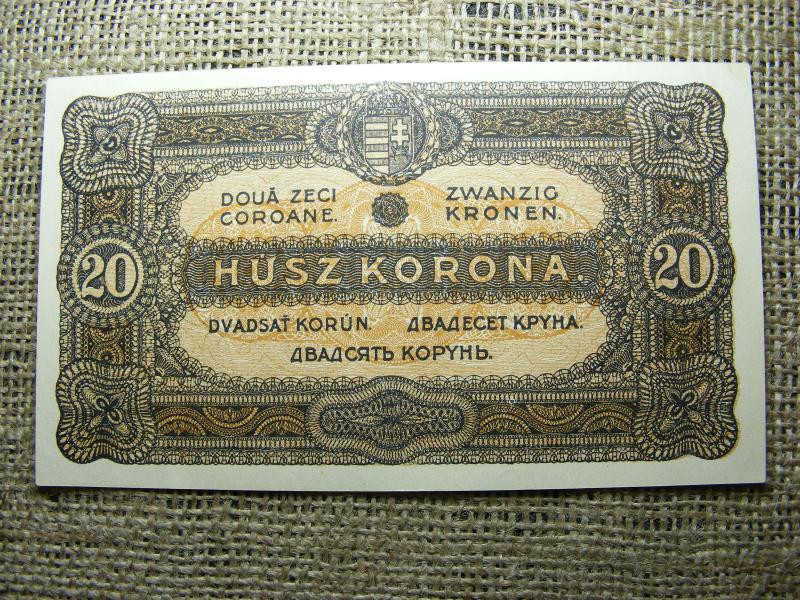 DOUĂ ZECI COROANE.
ZWANZIG KRONEN.
20 HÚSZ KORONA. 20
DVADSAŤ KORÚN. ДВАДЕСЕТ КРУНА.
ДВАДСЯТЬ КОРУНЬ.